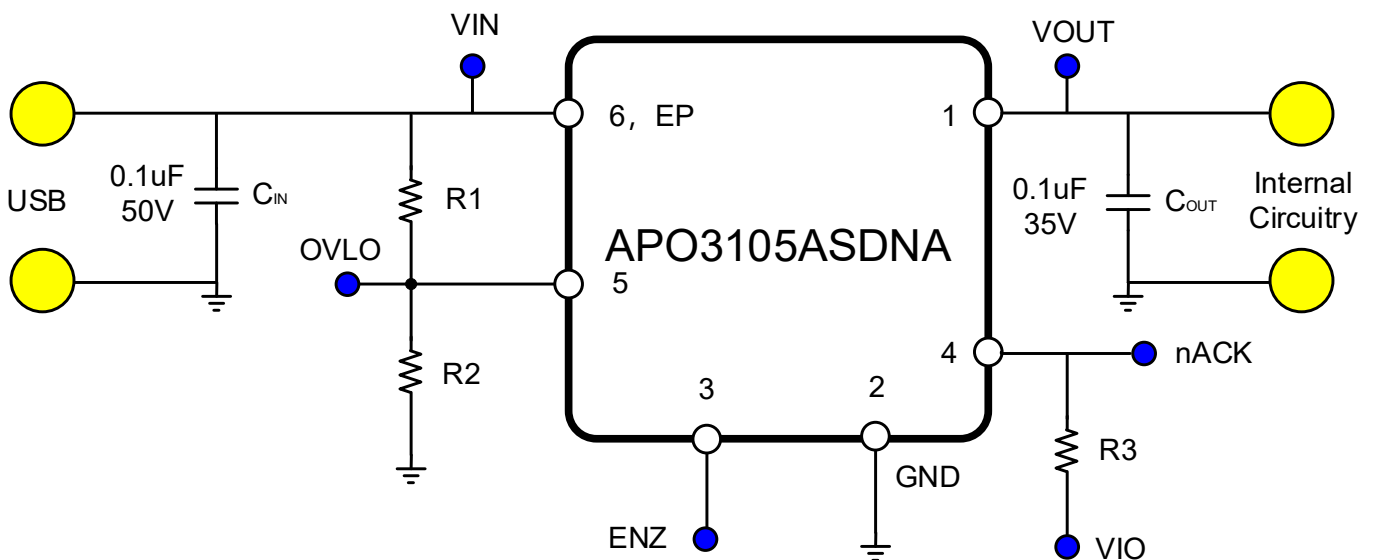 VIN
VOUT
6, EP
1
0.1uF
50V
CIN
R1
USB
0.1uF
35V
COUT
Internal
Circuitry
APO3105ASDNA
OVLO
5
4
nACK
R2
3
2
R3
GND
ENZ
VIO